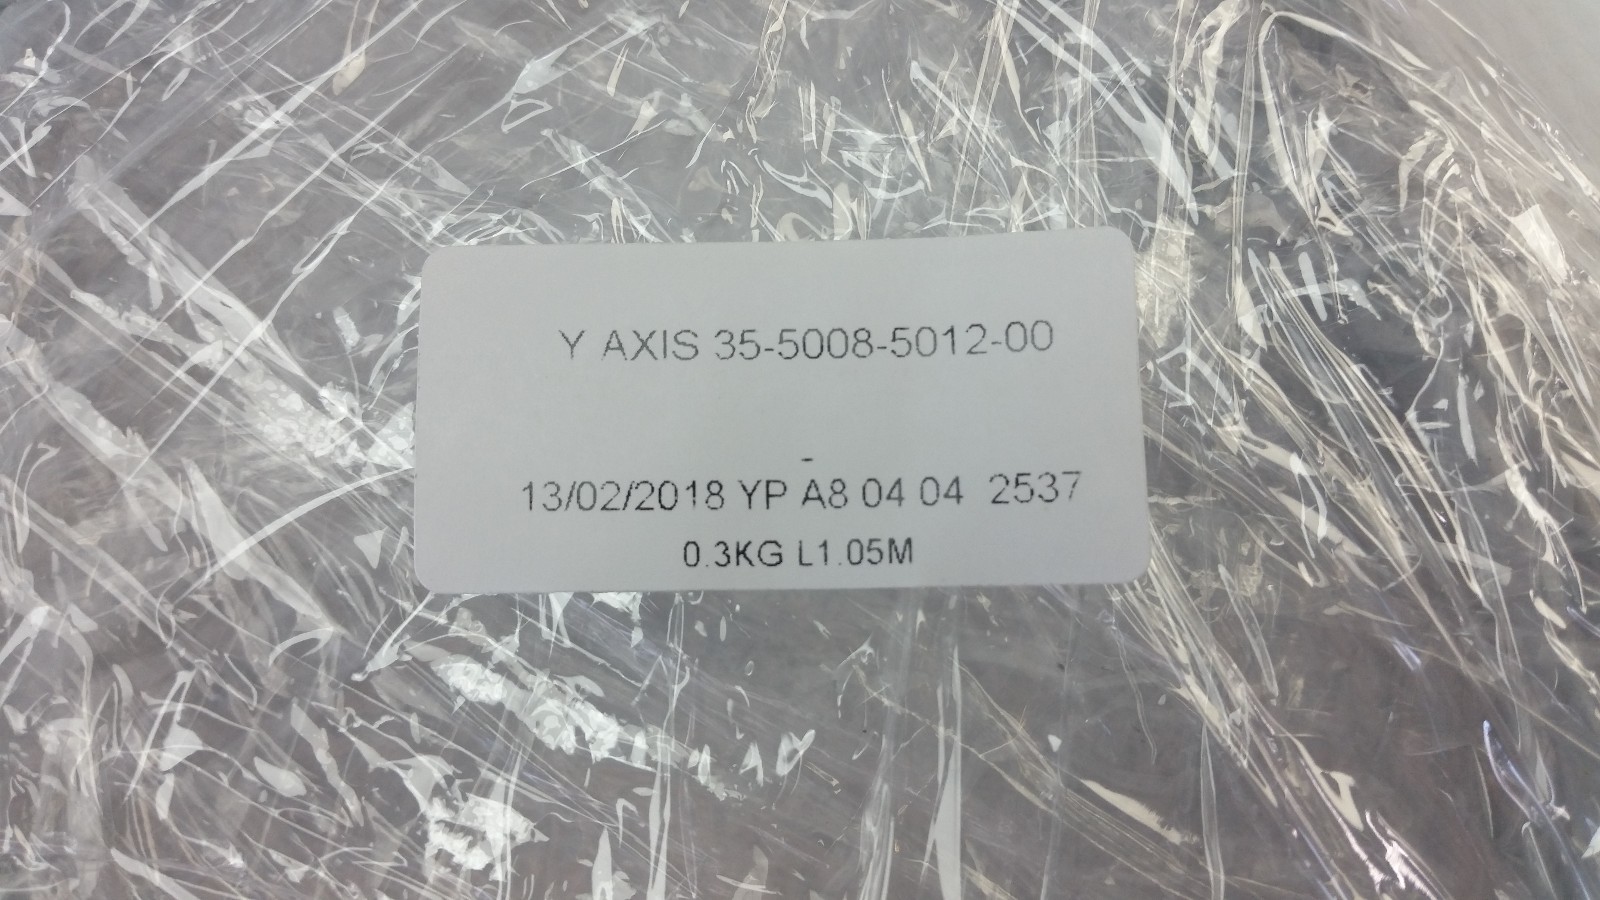 Y AXIS 35-5008-5012-00
-
13/02/2018 YP A8 04 04 2537
0.3KG L1.05M